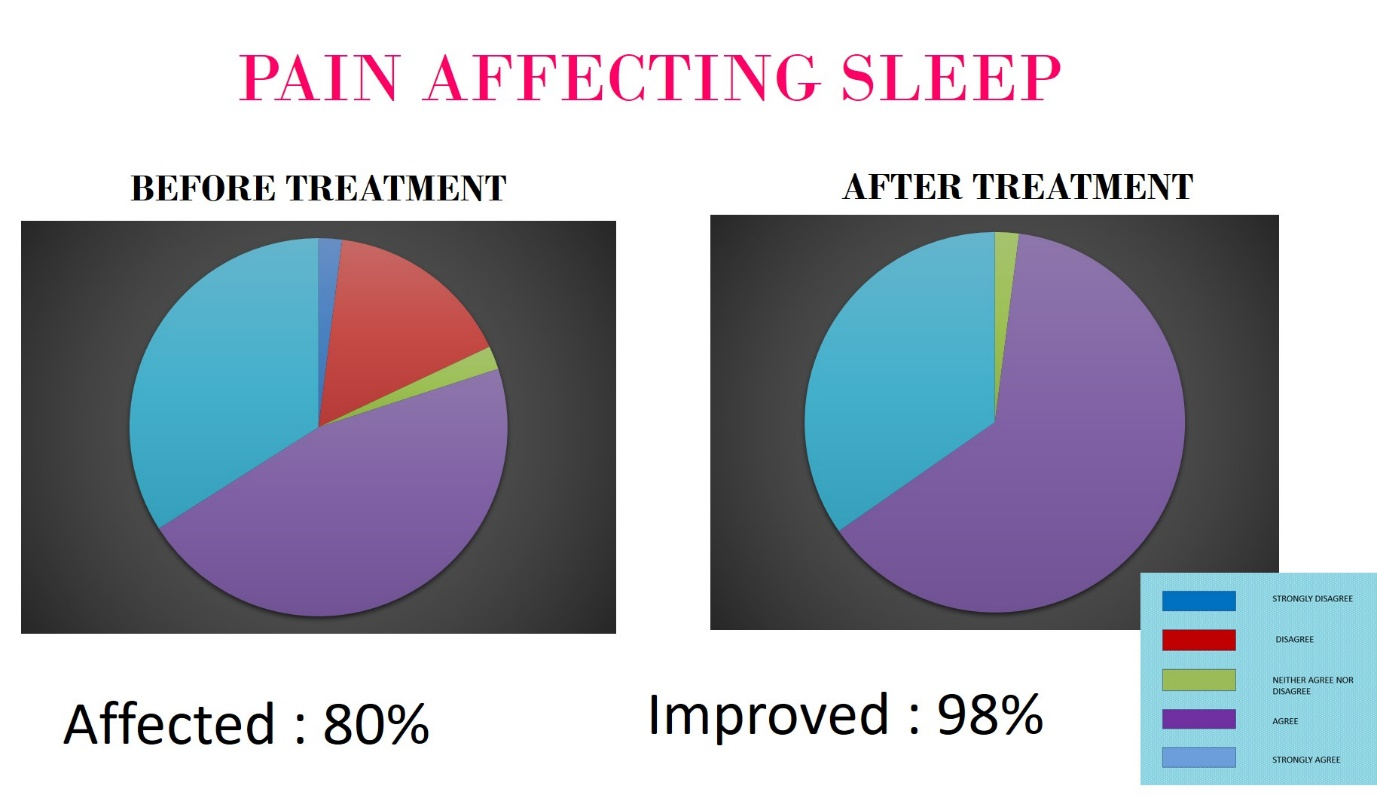 PAIN AFFECTING SLEEP
BEFORE TREATMENT
AFTER TREATMENT
Affected : 80%
Improved : 98%
STRONGLY DISAGREE
DISAGREE
NEITHER AGREE NOR
DISAGREE
AGREE
STRONGLY AGREE